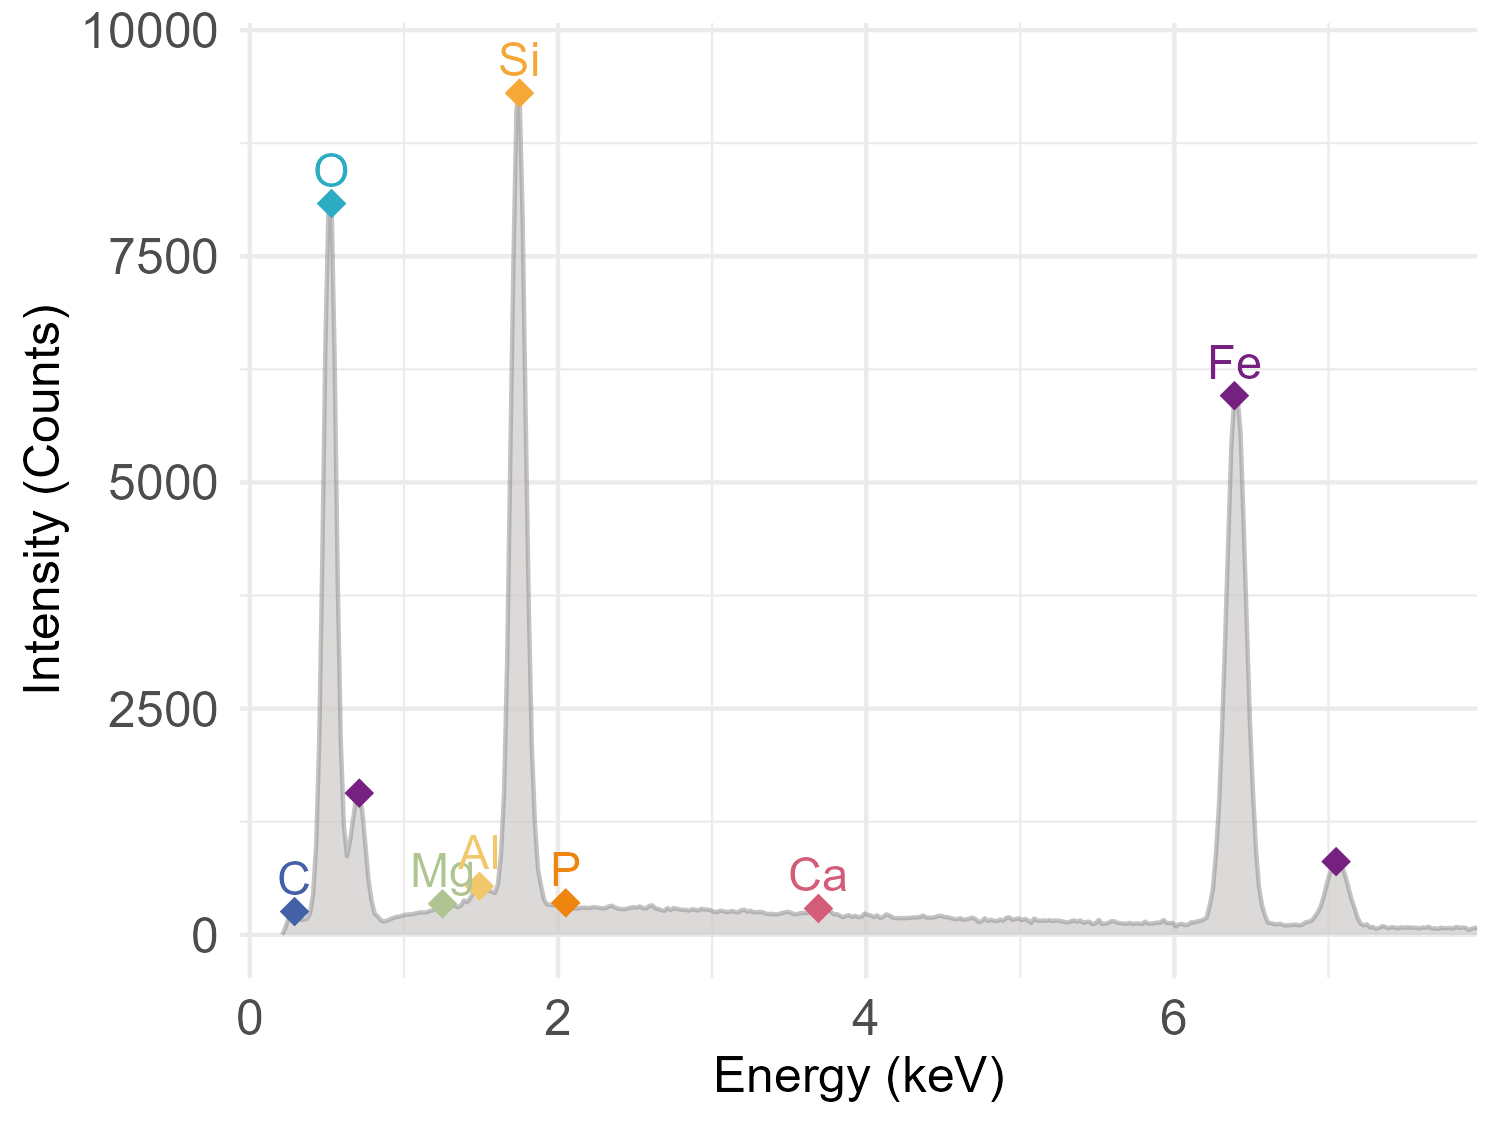 10000
7500
5000
2500
0
Intensity (Counts)
Si
O
Fe
C
Mg
Al
P
Ca
0 2 4 6
Energy (keV)